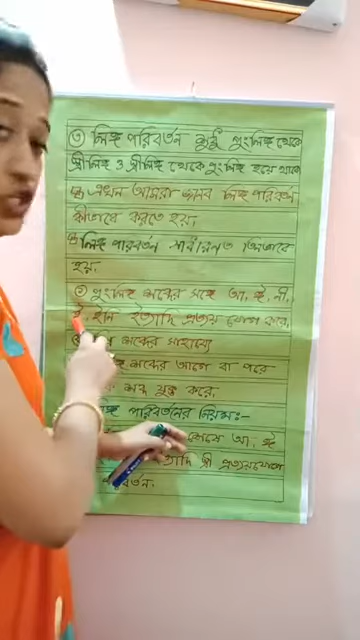 ③ লিঙ্গ পরিবর্তন পুংলিঙ্গ থেকে
স্ত্রীলিঙ্গ ও স্ত্রীলিঙ্গ থেকে পুংলিঙ্গ হয়ে থাকে
এখন আমরা জানব লিঙ্গ পরিবর্তন
কীভাবে করতে হয়।
লিঙ্গ পরিবর্তন সাধারণত তিনভাবে
হয়।
① পুংলিঙ্গ শব্দের সঙ্গে আ, ঈ, নী,
ইনি ইত্যাদি প্রত্যয় যোগ করে,
শব্দের সাহায্যে
শব্দের আগে বা পরে
শব্দ যুক্ত করে,
পরিবর্তনের নিয়মঃ-
শেষে আ, ঈ
স্ত্রী প্রত্যয়যোগে